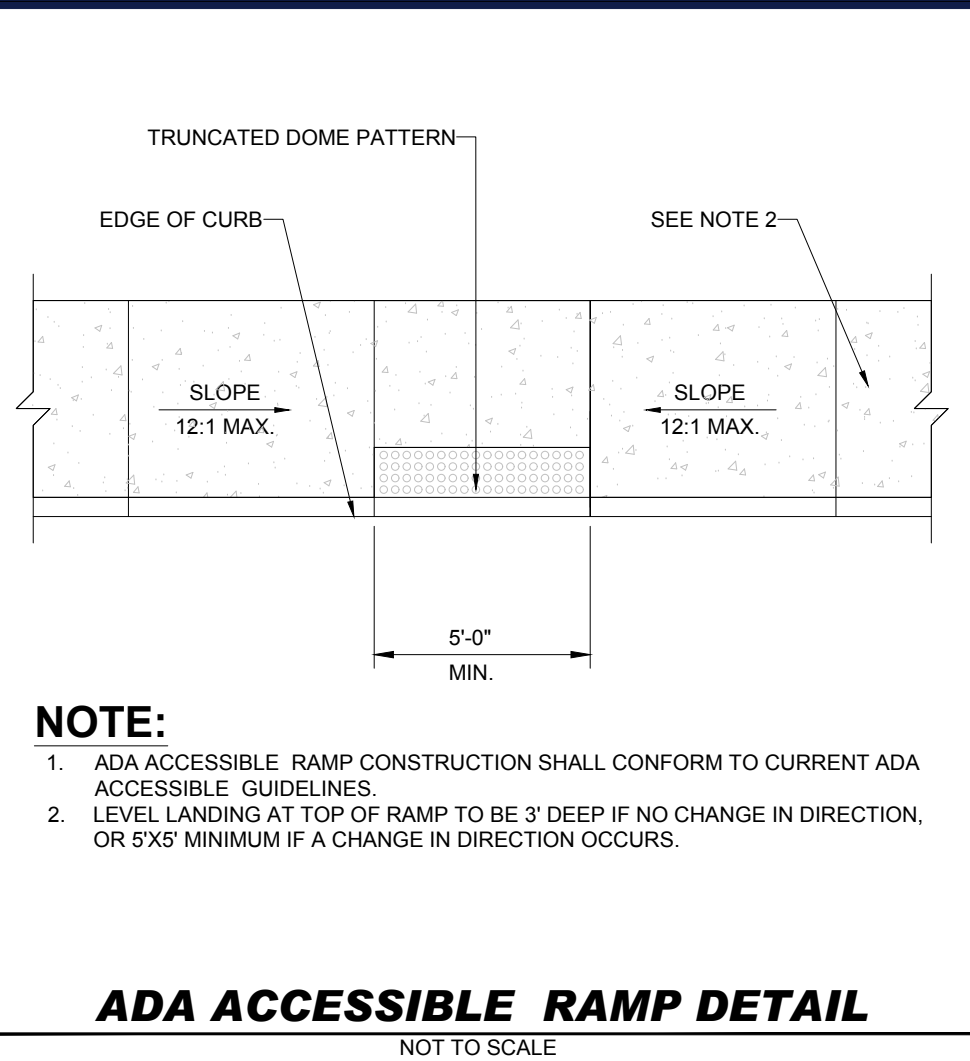 TRUNCATED DOME PATTERN
EDGE OF CURB
SEE NOTE 2
SLOPE
12:1 MAX.
SLOPE
12:1 MAX.
5'-0"
MIN.
NOTE:
1. ADA ACCESSIBLE RAMP CONSTRUCTION SHALL CONFORM TO CURRENT ADA
ACCESSIBLE GUIDELINES.
2. LEVEL LANDING AT TOP OF RAMP TO BE 3' DEEP IF NO CHANGE IN DIRECTION,
OR 5'X5' MINIMUM IF A CHANGE IN DIRECTION OCCURS.
ADA ACCESSIBLE RAMP DETAIL
NOT TO SCALE